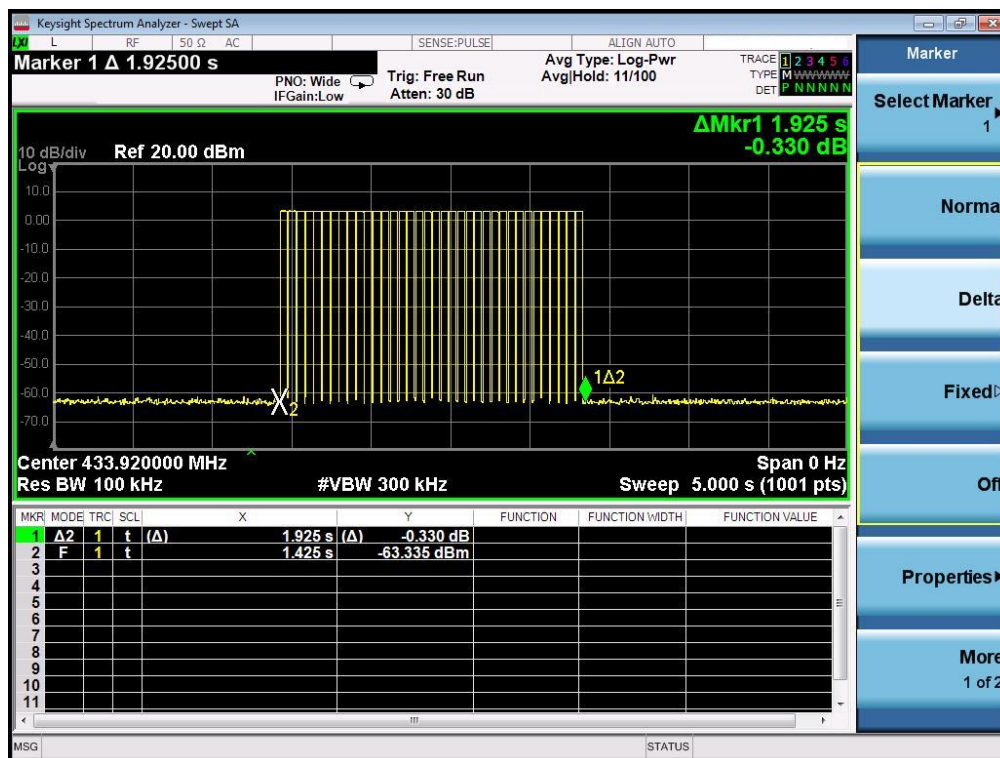 Keysight Spectrum Analyzer - Swept SA
LXI L RF 50 Ω AC SENSE:PULSE ALIGN AUTO
Marker 1 Δ 1.92500 s
PNO: Wide
IFGain:Low
Trig: Free Run
Atten: 30 dB
Avg Type: Log-Pwr
Avg|Hold: 11/100
TRACE 1 2 3 4 5 6
TYPE M W W W W W
DET P N N N N N
ΔMkr1 1.925 s
-0.330 dB
10 dB/div Ref 20.00 dBm
Log
10.0
0.00
-10.0
-20.0
-30.0
-40.0
-50.0
-60.0
-70.0
2
1Δ2
Center 433.920000 MHz Span 0 Hz
Res BW 100 kHz #VBW 300 kHz Sweep 5.000 s (1001 pts)
MKR MODE TRC SCL X Y FUNCTION FUNCTION WIDTH FUNCTION VALUE
1 Δ2 1 t (Δ) 1.925 s (Δ) -0.330 dB
2 F 1 t 1.425 s -63.335 dBm
3
4
5
6
7
8
9
10
11
MSG STATUS
Marker
Select Marker
1
Norma
Delta
Fixed
Off
Properties
More
1 of 2